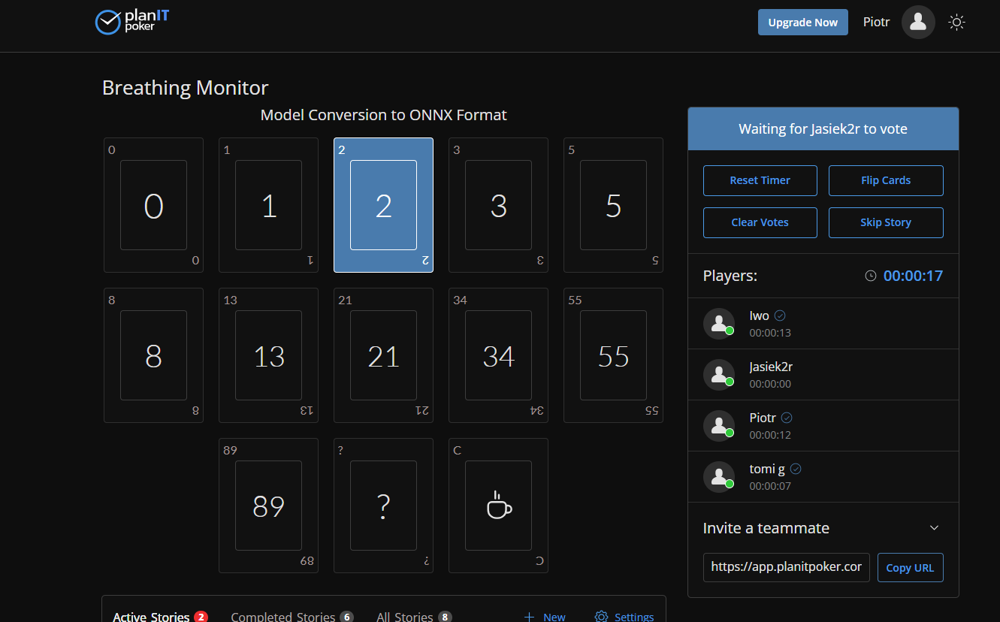 planIT
poker
Upgrade Now
Piotr
Breathing Monitor
Model Conversion to ONNX Format
0
0
0
1
1
1
2
2
2
3
3
3
5
5
5
8
8
8
13
13
13
21
21
21
34
34
34
55
55
55
89
89
89
?
?
?
C
C
Waiting for Jasiek2r to vote
Reset Timer
Flip Cards
Clear Votes
Skip Story
Players:
00:00:17
Iwo
00:00:13
Jasiek2r
00:00:00
Piotr
00:00:12
tomi g
00:00:07
Invite a teammate
https://app.planitpoker.cor
Copy URL
Active Stories 2
Completed Stories 6
All Stories 8
+ New
Settings